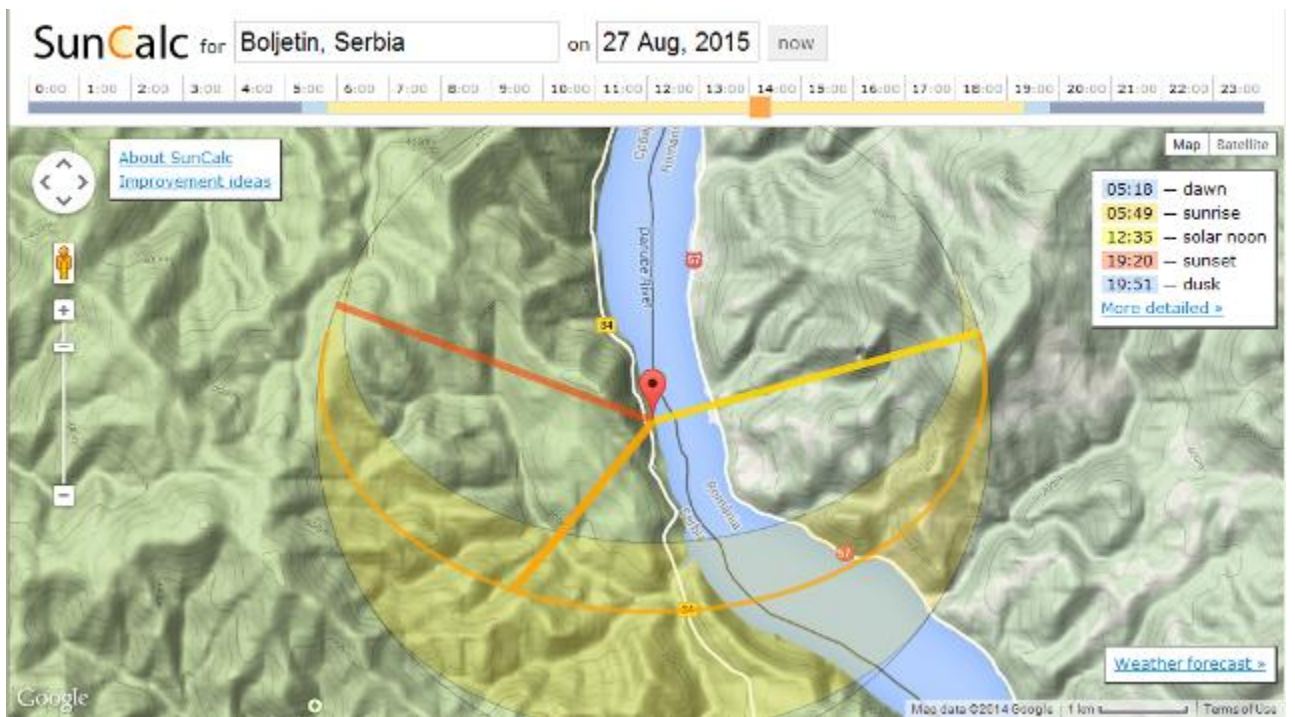 SunCalc for Boljetin, Serbia on 27 Aug, 2015 now
0:00 1:00 2:00 3:00 4:00 5:00 6:00 7:00 8:00 9:00 10:00 11:00 12:00 13:00 14:00 15:00 16:00 17:00 18:00 19:00 20:00 21:00 22:00 23:00
About SunCalc
Improvement ideas
Map Satellite
05:18 – dawn
05:49 – sunrise
12:35 – solar noon
19:20 – sunset
19:51 – dusk
More detailed »
Danube River
57
34
România
57
34
Weather forecast »
Google
Map data ©2014 Google 1 km Terms of Use